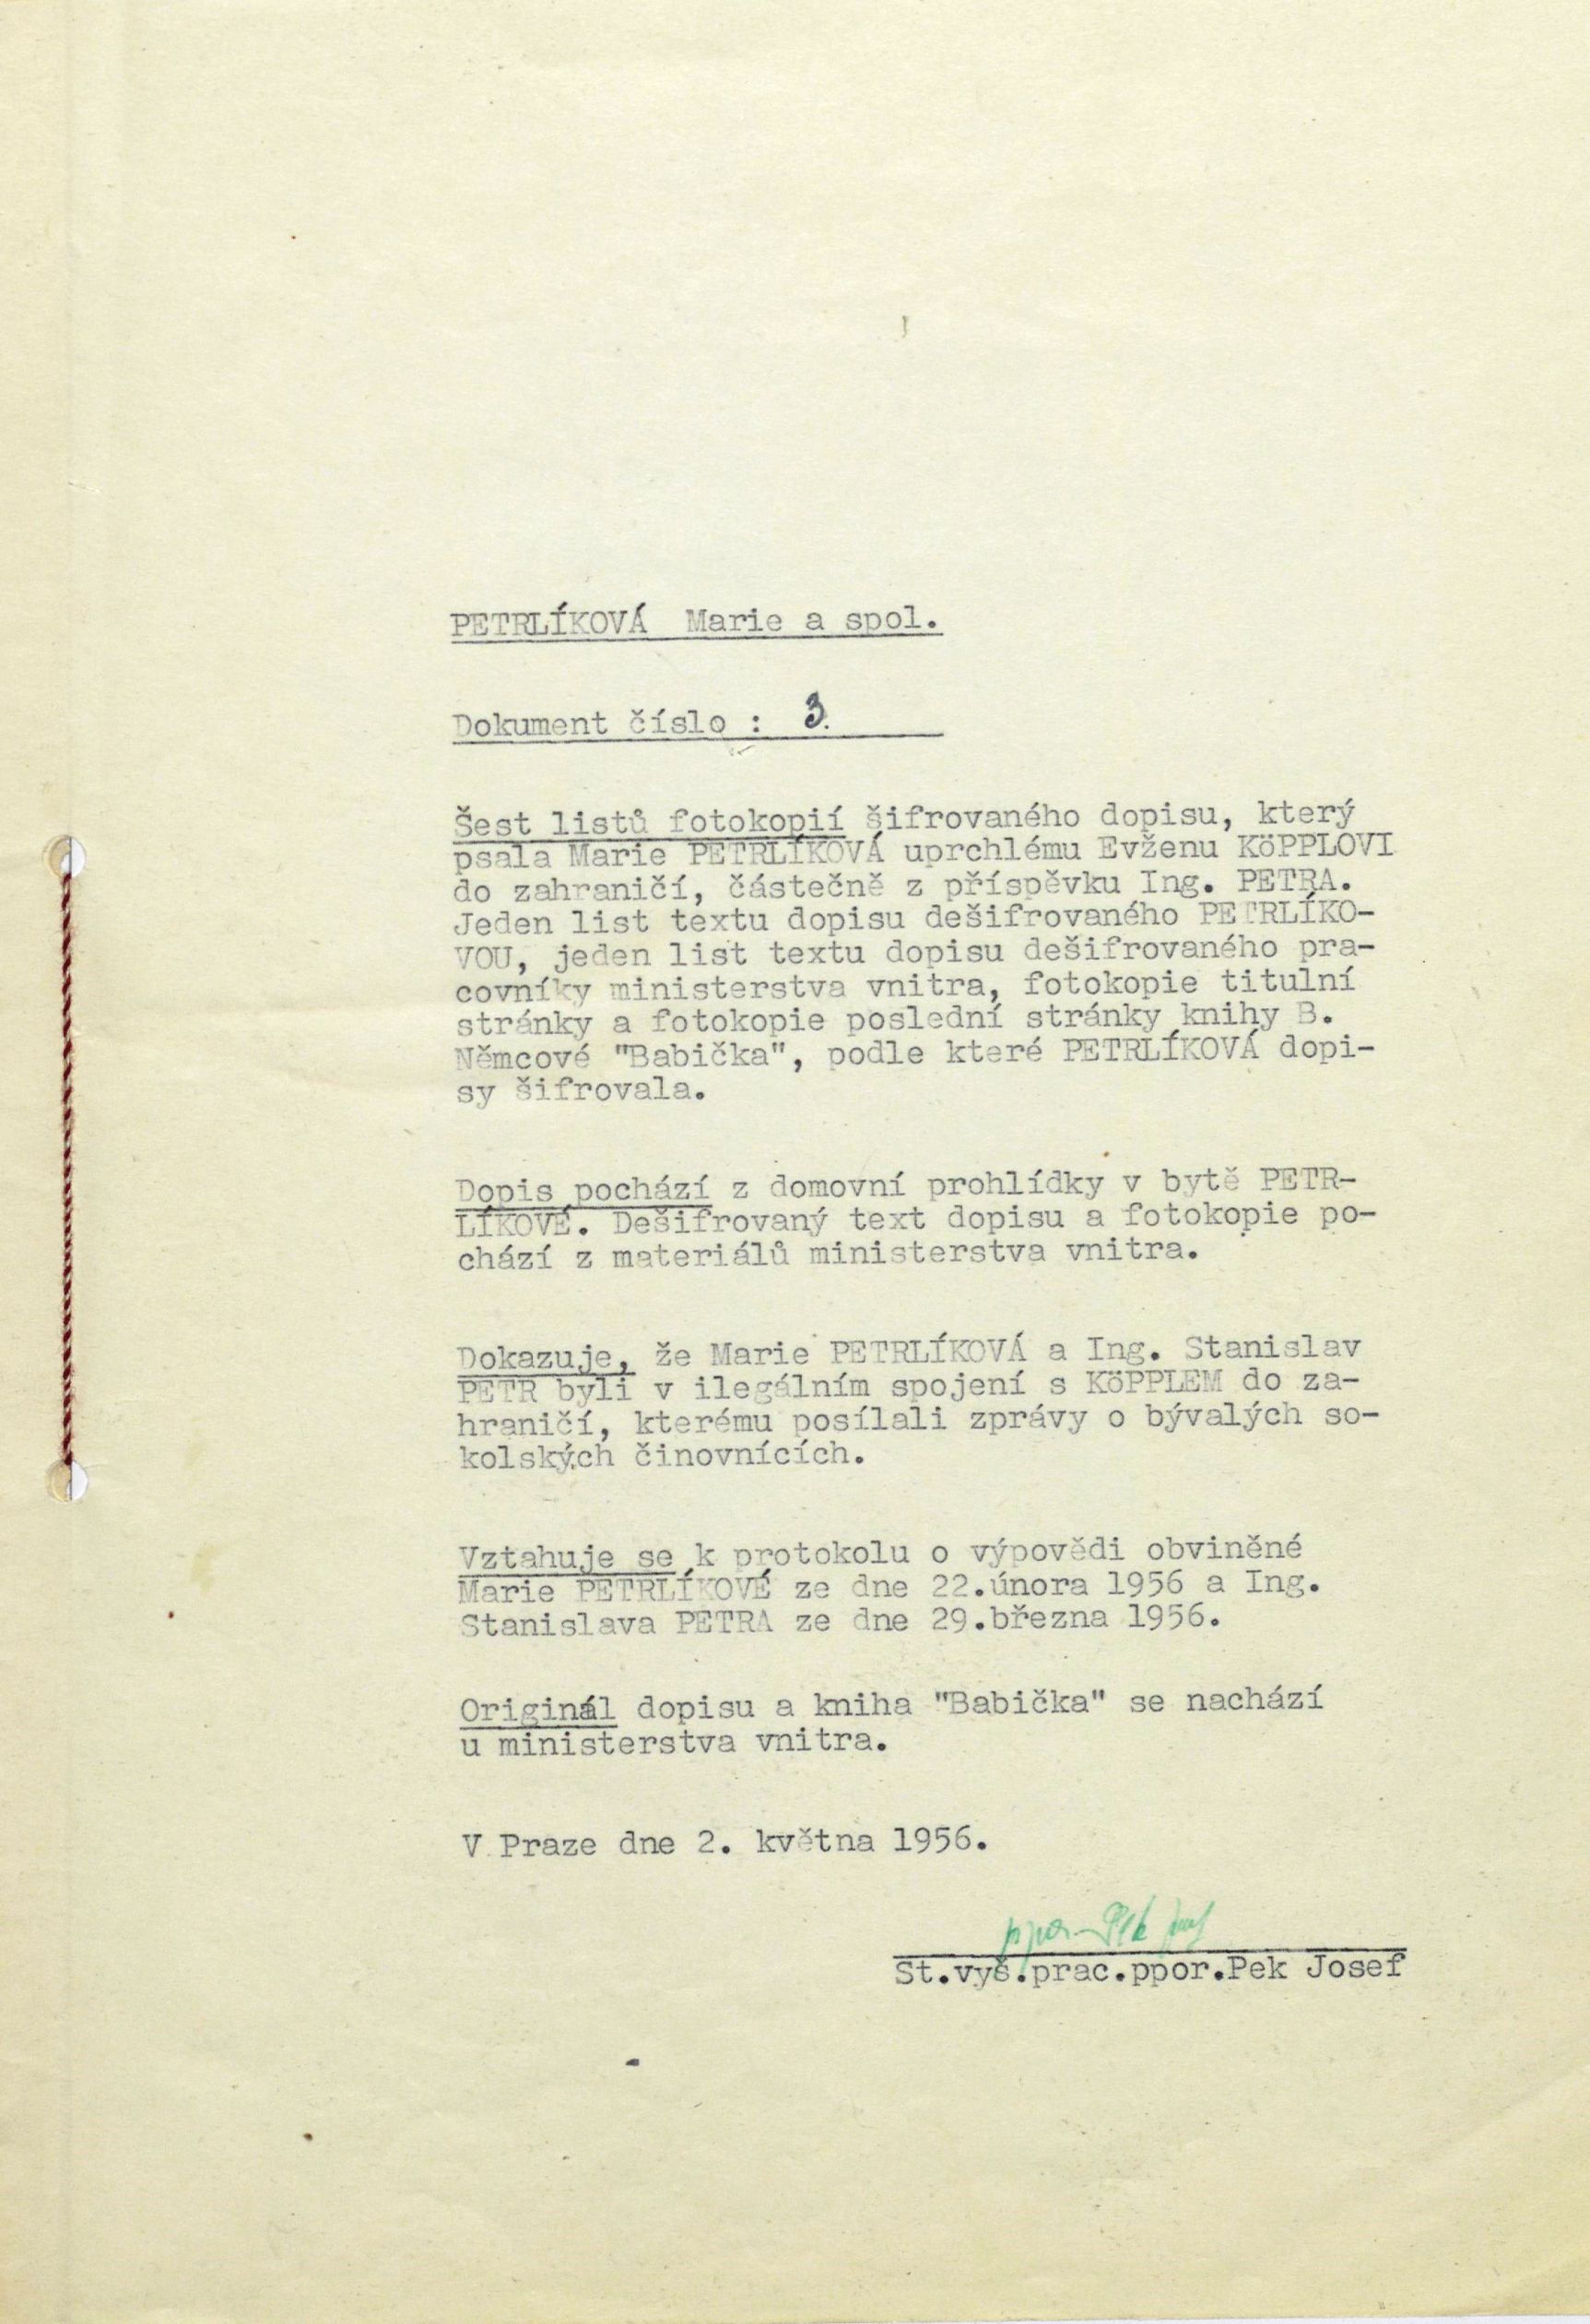 PETRLÍKOVÁ Marie a spol.
Dokument číslo : 3.
Šest listů fotokopií šifrovaného dopisu, který
psala Marie PETRLÍKOVÁ uprchlému Evženu KöPPLOVI
do zahraničí, částečně z příspěvku Ing. PETRA.
Jeden list textu dopisu dešifrovaného PETRLÍKO-
VOU, jeden list textu dopisu dešifrovaného pra-
covníky ministerstva vnitra, fotokopie titulní
stránky a fotokopie poslední stránky knihy B.
Němcové "Babička", podle které PETRLÍKOVÁ dopi-
sy šifrovala.
Dopis pochází z domovní prohlídky v bytě PETR-
LÍKOVÉ. Dešifrovaný text dopisu a fotokopie po-
chází z materiálů ministerstva vnitra.
Dokazuje, že Marie PETRLÍKOVÁ a Ing. Stanislav
PETR byli v ilegálním spojení s KöPPLEM do za-
hraničí, kterému posílali zprávy o bývalých so-
kolských činovnících.
Vztahuje se k protokolu o výpovědi obviněné
Marie PETRLÍKOVÉ ze dne 22.února 1956 a Ing.
Stanislava PETRA ze dne 29.března 1956.
Originál dopisu a kniha "Babička" se nachází
u ministerstva vnitra.
V Praze dne 2. května 1956.
ppor. Pek Josef
St.vyš.prac.ppor.Pek Josef